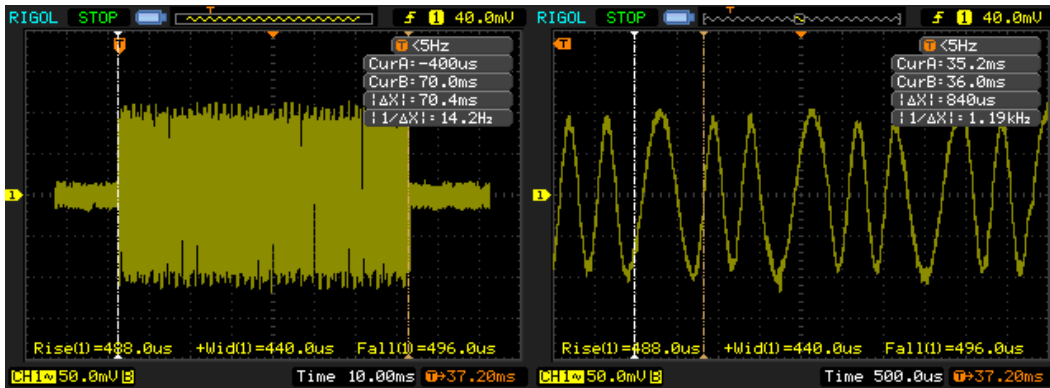 RIGOL STOP T ƒ 1 40.0mV
T <5Hz
CurA=-400us
CurB=70.0ms
|ΔX|=70.4ms
|1/ΔX|=14.2Hz
1
Rise(1)=488.0us +Wid(1)=440.0us Fall(1)=496.0us
CH1~50.0mV B Time 10.00ms T→37.20ms
RIGOL STOP T ƒ 1 40.0mV
T <5Hz
CurA=35.2ms
CurB=36.0ms
|ΔX|=840us
|1/ΔX|=1.19kHz
1
Rise(1)=488.0us +Wid(1)=440.0us Fall(1)=496.0us
CH1~50.0mV B Time 500.0us T→37.20ms